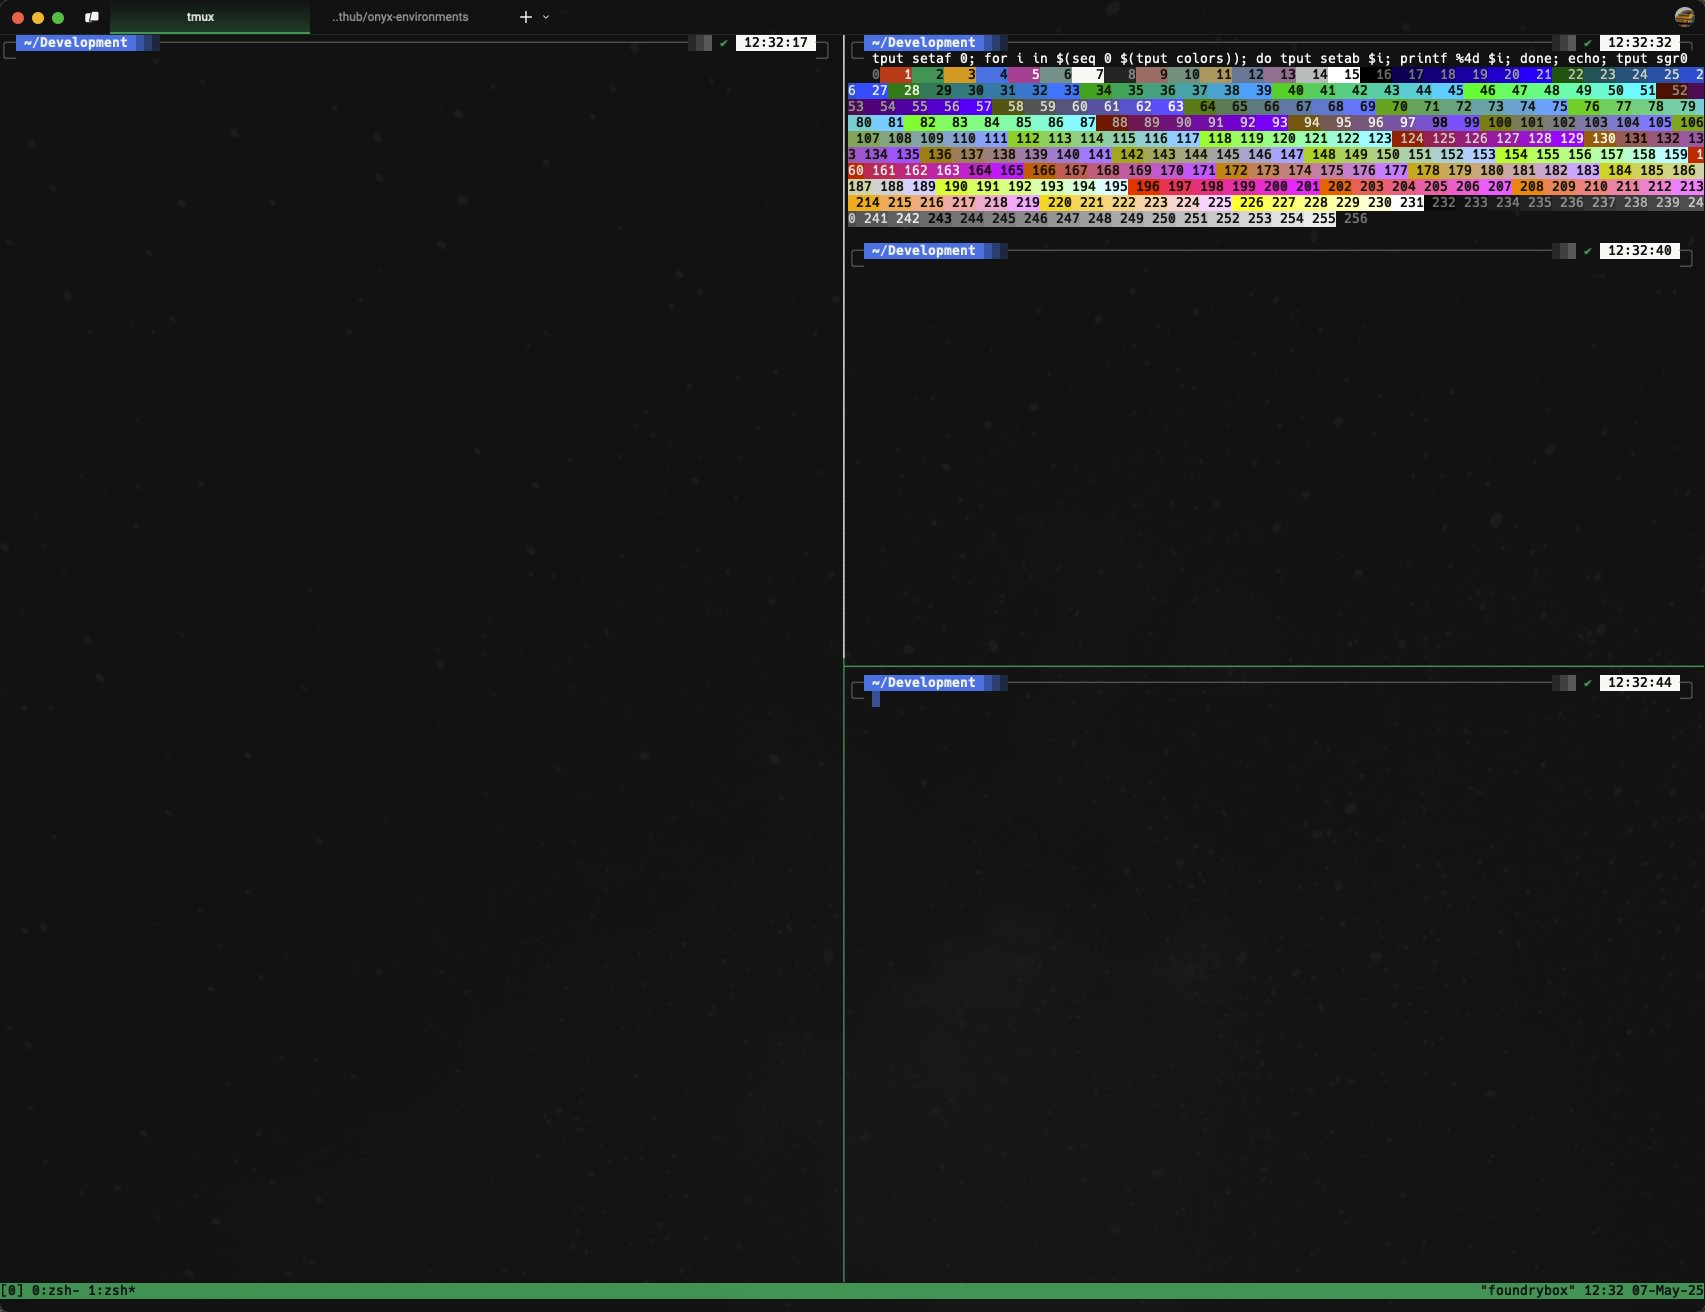 tmux
..thub/onyx-environments
~/Development ✔ 12:32:17
~/Development ✔ 12:32:32
tput setaf 0; for i in $(seq 0 $(tput colors)); do tput setab $i; printf %4d $i; done; echo; tput sgr0
0 1 2 3 4 5 6 7 8 9 10 11 12 13 14 15 16 17 18 19 20 21 22 23 24 25 2
6 27 28 29 30 31 32 33 34 35 36 37 38 39 40 41 42 43 44 45 46 47 48 49 50 51 52
53 54 55 56 57 58 59 60 61 62 63 64 65 66 67 68 69 70 71 72 73 74 75 76 77 78 79
80 81 82 83 84 85 86 87 88 89 90 91 92 93 94 95 96 97 98 99 100 101 102 103 104 105 106
107 108 109 110 111 112 113 114 115 116 117 118 119 120 121 122 123 124 125 126 127 128 129 130 131 132 13
3 134 135 136 137 138 139 140 141 142 143 144 145 146 147 148 149 150 151 152 153 154 155 156 157 158 159 1
60 161 162 163 164 165 166 167 168 169 170 171 172 173 174 175 176 177 178 179 180 181 182 183 184 185 186
187 188 189 190 191 192 193 194 195 196 197 198 199 200 201 202 203 204 205 206 207 208 209 210 211 212 213
214 215 216 217 218 219 220 221 222 223 224 225 226 227 228 229 230 231 232 233 234 235 236 237 238 239 24
0 241 242 243 244 245 246 247 248 249 250 251 252 253 254 255 256
~/Development ✔ 12:32:40
~/Development ✔ 12:32:44
[0] 0:zsh- 1:zsh* "foundrybox" 12:32 07-May-25